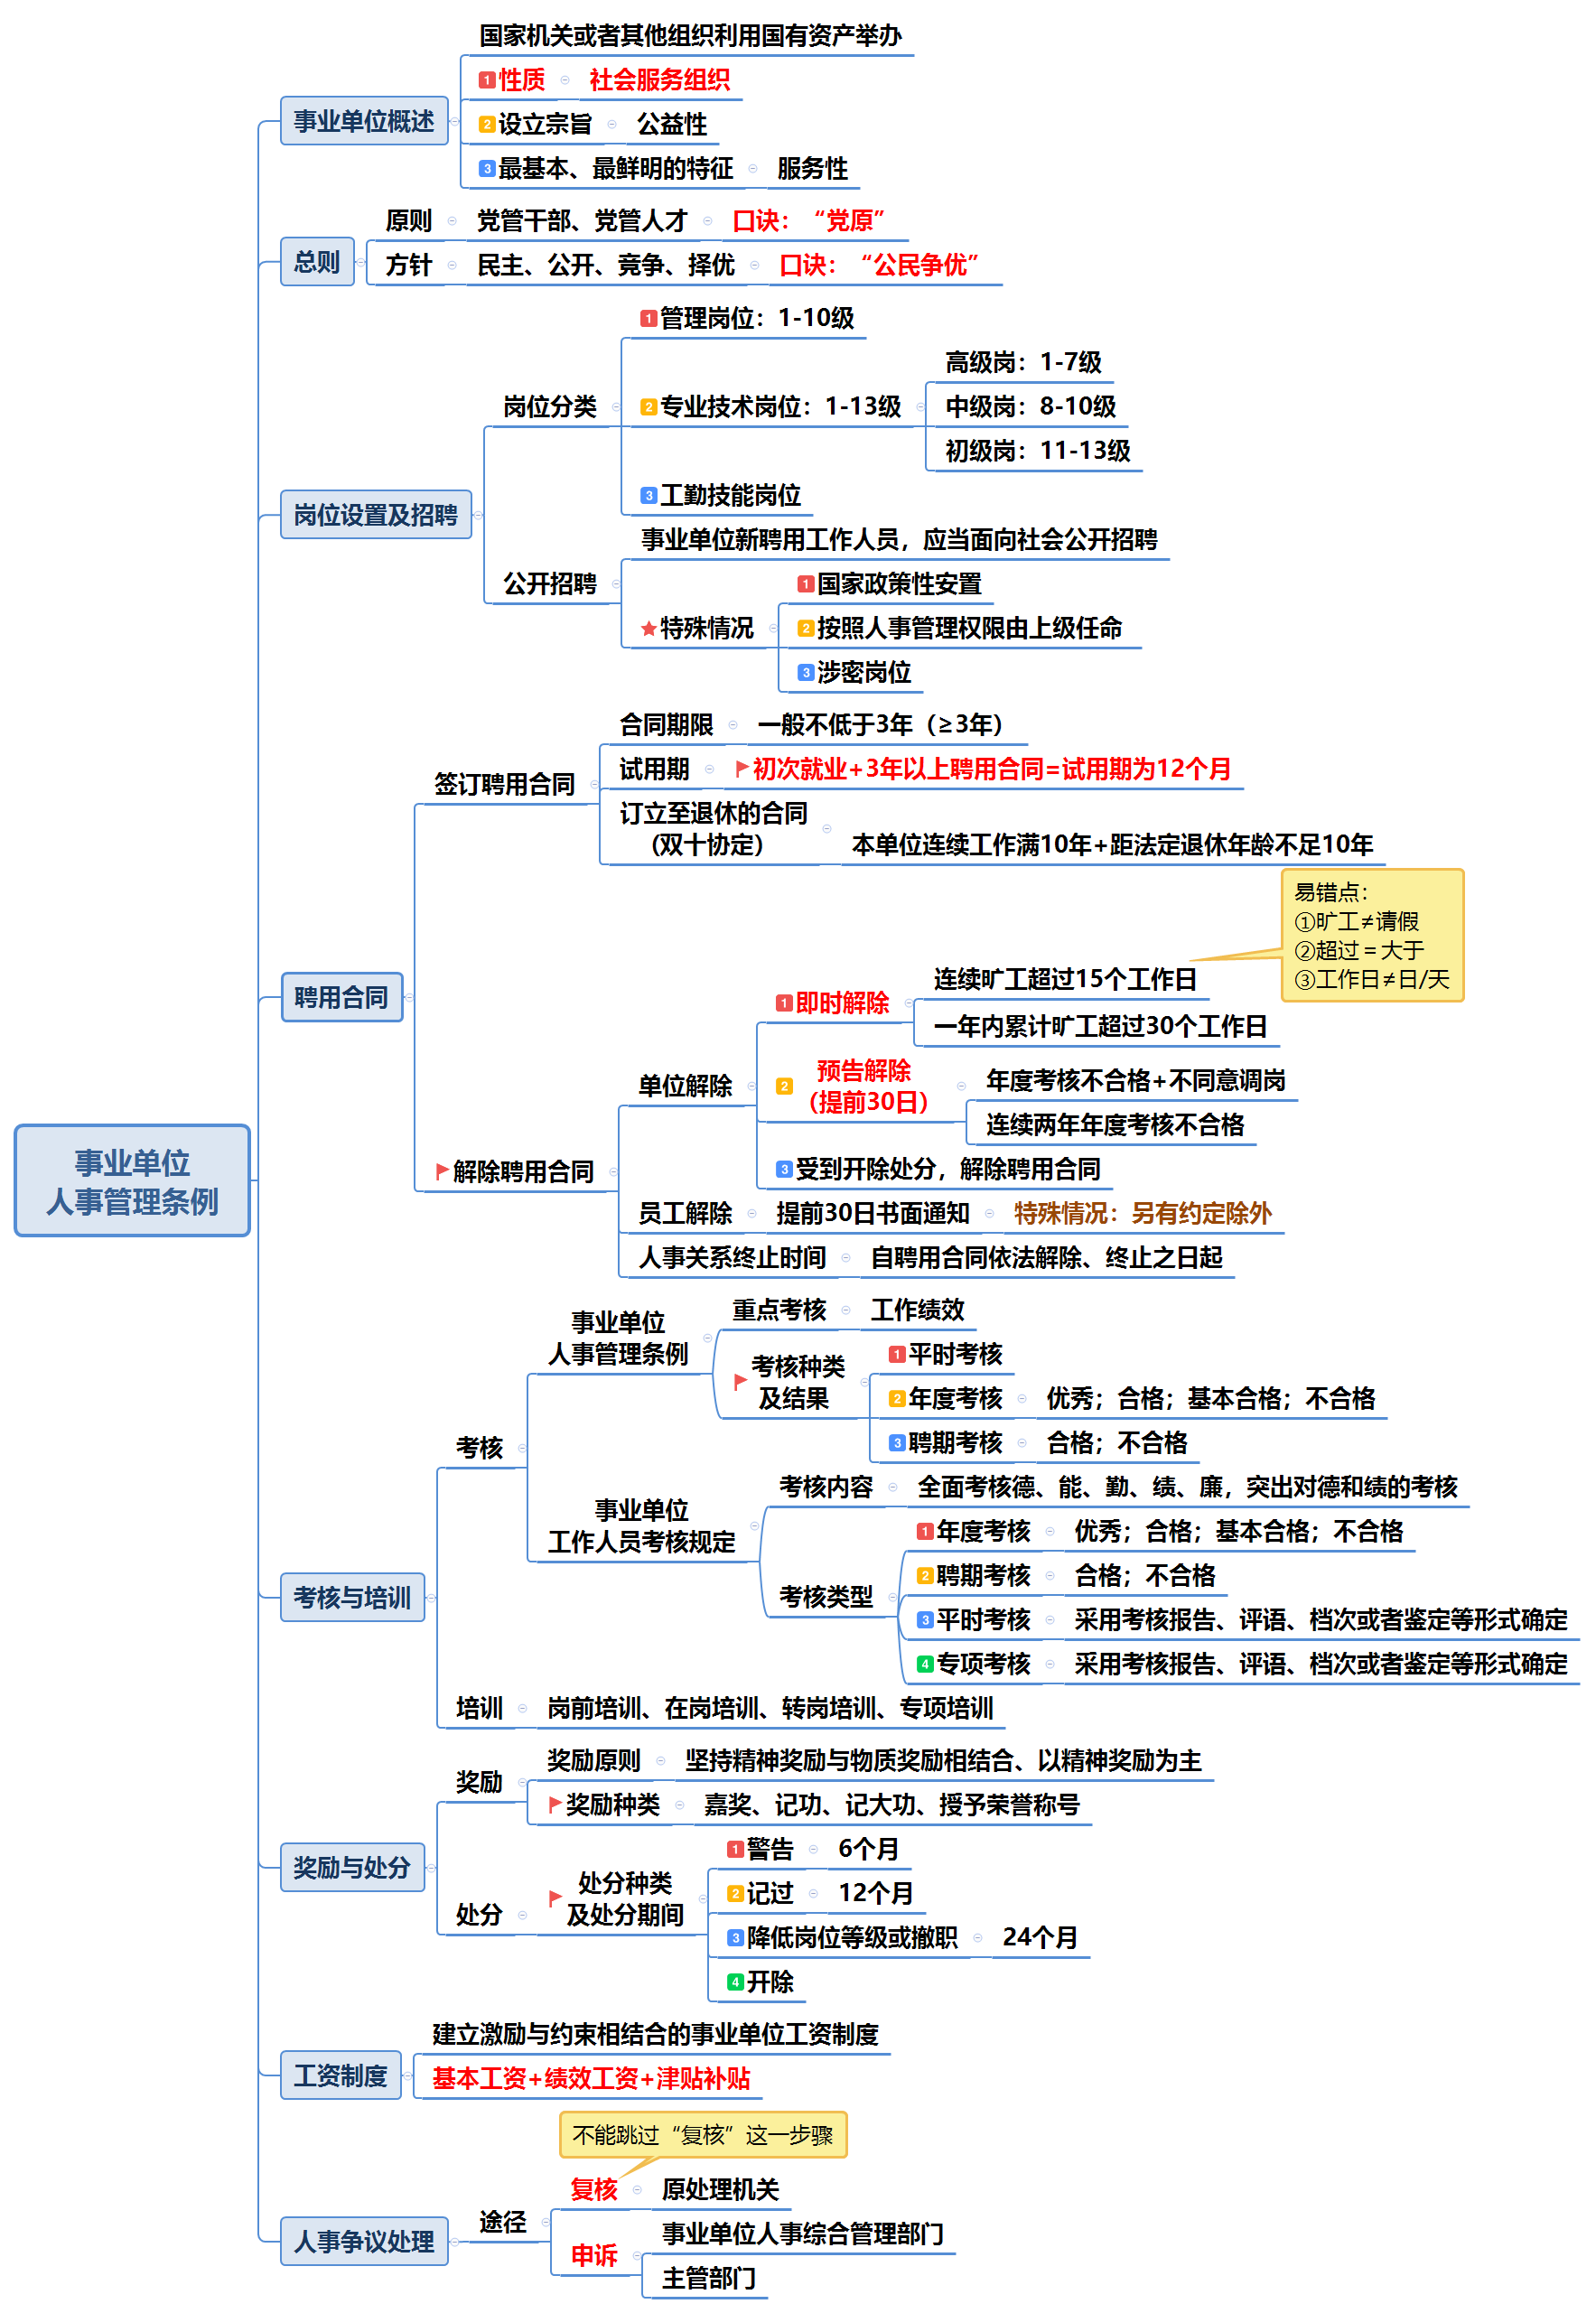 国家机关或者其他组织利用国有资产举办
1 性质
社会服务组织
事业单位概述
2 设立宗旨
公益性
3 最基本、最鲜明的特征
服务性
总则
原则
党管干部、党管人才
口诀：“党原”
方针
民主、公开、竞争、择优
口诀：“公民争优”
岗位设置及招聘
岗位分类
1 管理岗位：1-10级
2 专业技术岗位：1-13级
高级岗：1-7级
中级岗：8-10级
初级岗：11-13级
3 工勤技能岗位
公开招聘
事业单位新聘用工作人员，应当面向社会公开招聘
特殊情况
1 国家政策性安置
2 按照人事管理权限由上级任命
3 涉密岗位
聘用合同
签订聘用合同
合同期限
一般不低于3年（≥3年）
试用期
初次就业+3年以上聘用合同=试用期为12个月
订立至退休的合同
（双十协定）
本单位连续工作满10年+距法定退休年龄不足10年
易错点：
①旷工≠请假
②超过＝大于
③工作日≠日/天
解除聘用合同
单位解除
1 即时解除
连续旷工超过15个工作日
一年内累计旷工超过30个工作日
2 预告解除
（提前30日）
年度考核不合格+不同意调岗
连续两年年度考核不合格
3 受到开除处分，解除聘用合同
员工解除
提前30日书面通知
特殊情况：另有约定除外
人事关系终止时间
自聘用合同依法解除、终止之日起
事业单位
人事管理条例
考核与培训
考核
事业单位
人事管理条例
重点考核
工作绩效
考核种类
及结果
1 平时考核
2 年度考核
优秀；合格；基本合格；不合格
3 聘期考核
合格；不合格
事业单位
工作人员考核规定
考核内容
全面考核德、能、勤、绩、廉，突出对德和绩的考核
考核类型
1 年度考核
优秀；合格；基本合格；不合格
2 聘期考核
合格；不合格
3 平时考核
采用考核报告、评语、档次或者鉴定等形式确定
4 专项考核
采用考核报告、评语、档次或者鉴定等形式确定
培训
岗前培训、在岗培训、转岗培训、专项培训
奖励与处分
奖励
奖励原则
坚持精神奖励与物质奖励相结合、以精神奖励为主
奖励种类
嘉奖、记功、记大功、授予荣誉称号
处分
处分种类
及处分期间
1 警告
6个月
2 记过
12个月
3 降低岗位等级或撤职
24个月
4 开除
工资制度
建立激励与约束相结合的事业单位工资制度
基本工资+绩效工资+津贴补贴
人事争议处理
途径
不能跳过“复核”这一步骤
复核
原处理机关
申诉
事业单位人事综合管理部门
主管部门